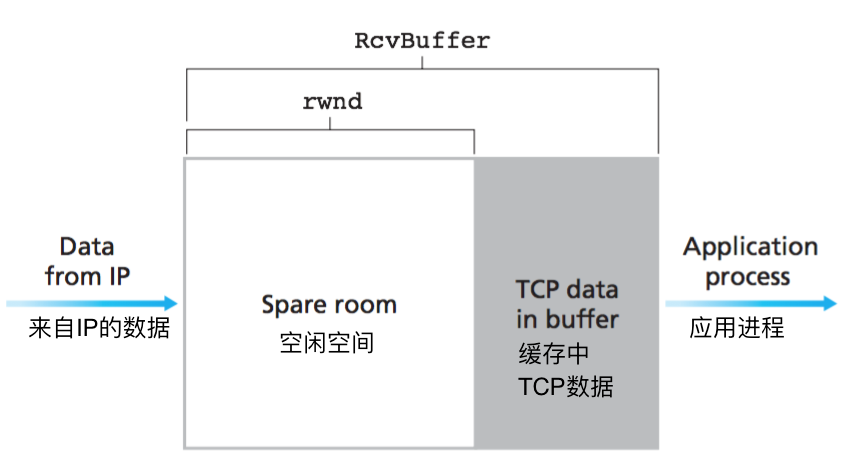 RcvBuffer
rwnd
Data
from IP
来自IP的数据
Spare room
空闲空间
TCP data
in buffer
缓存中
TCP数据
Application
process
应用进程